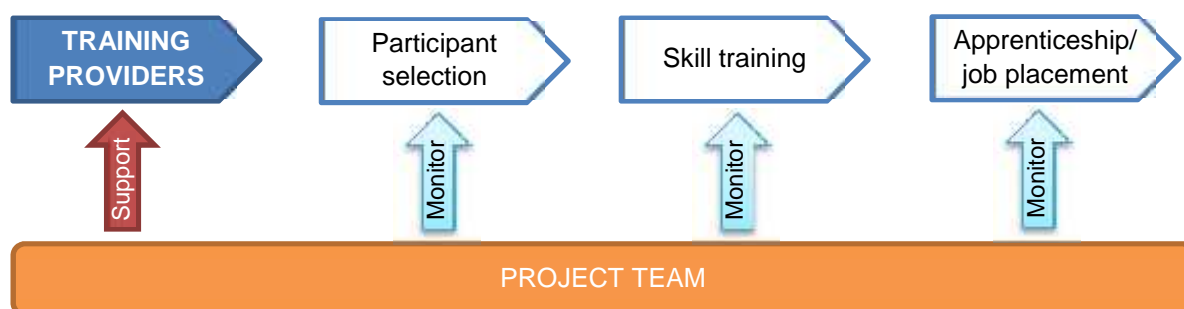 TRAINING
PROVIDERS
Participant
selection
Skill training
Apprenticeship/
job placement
Support
Monitor
Monitor
Monitor
PROJECT TEAM